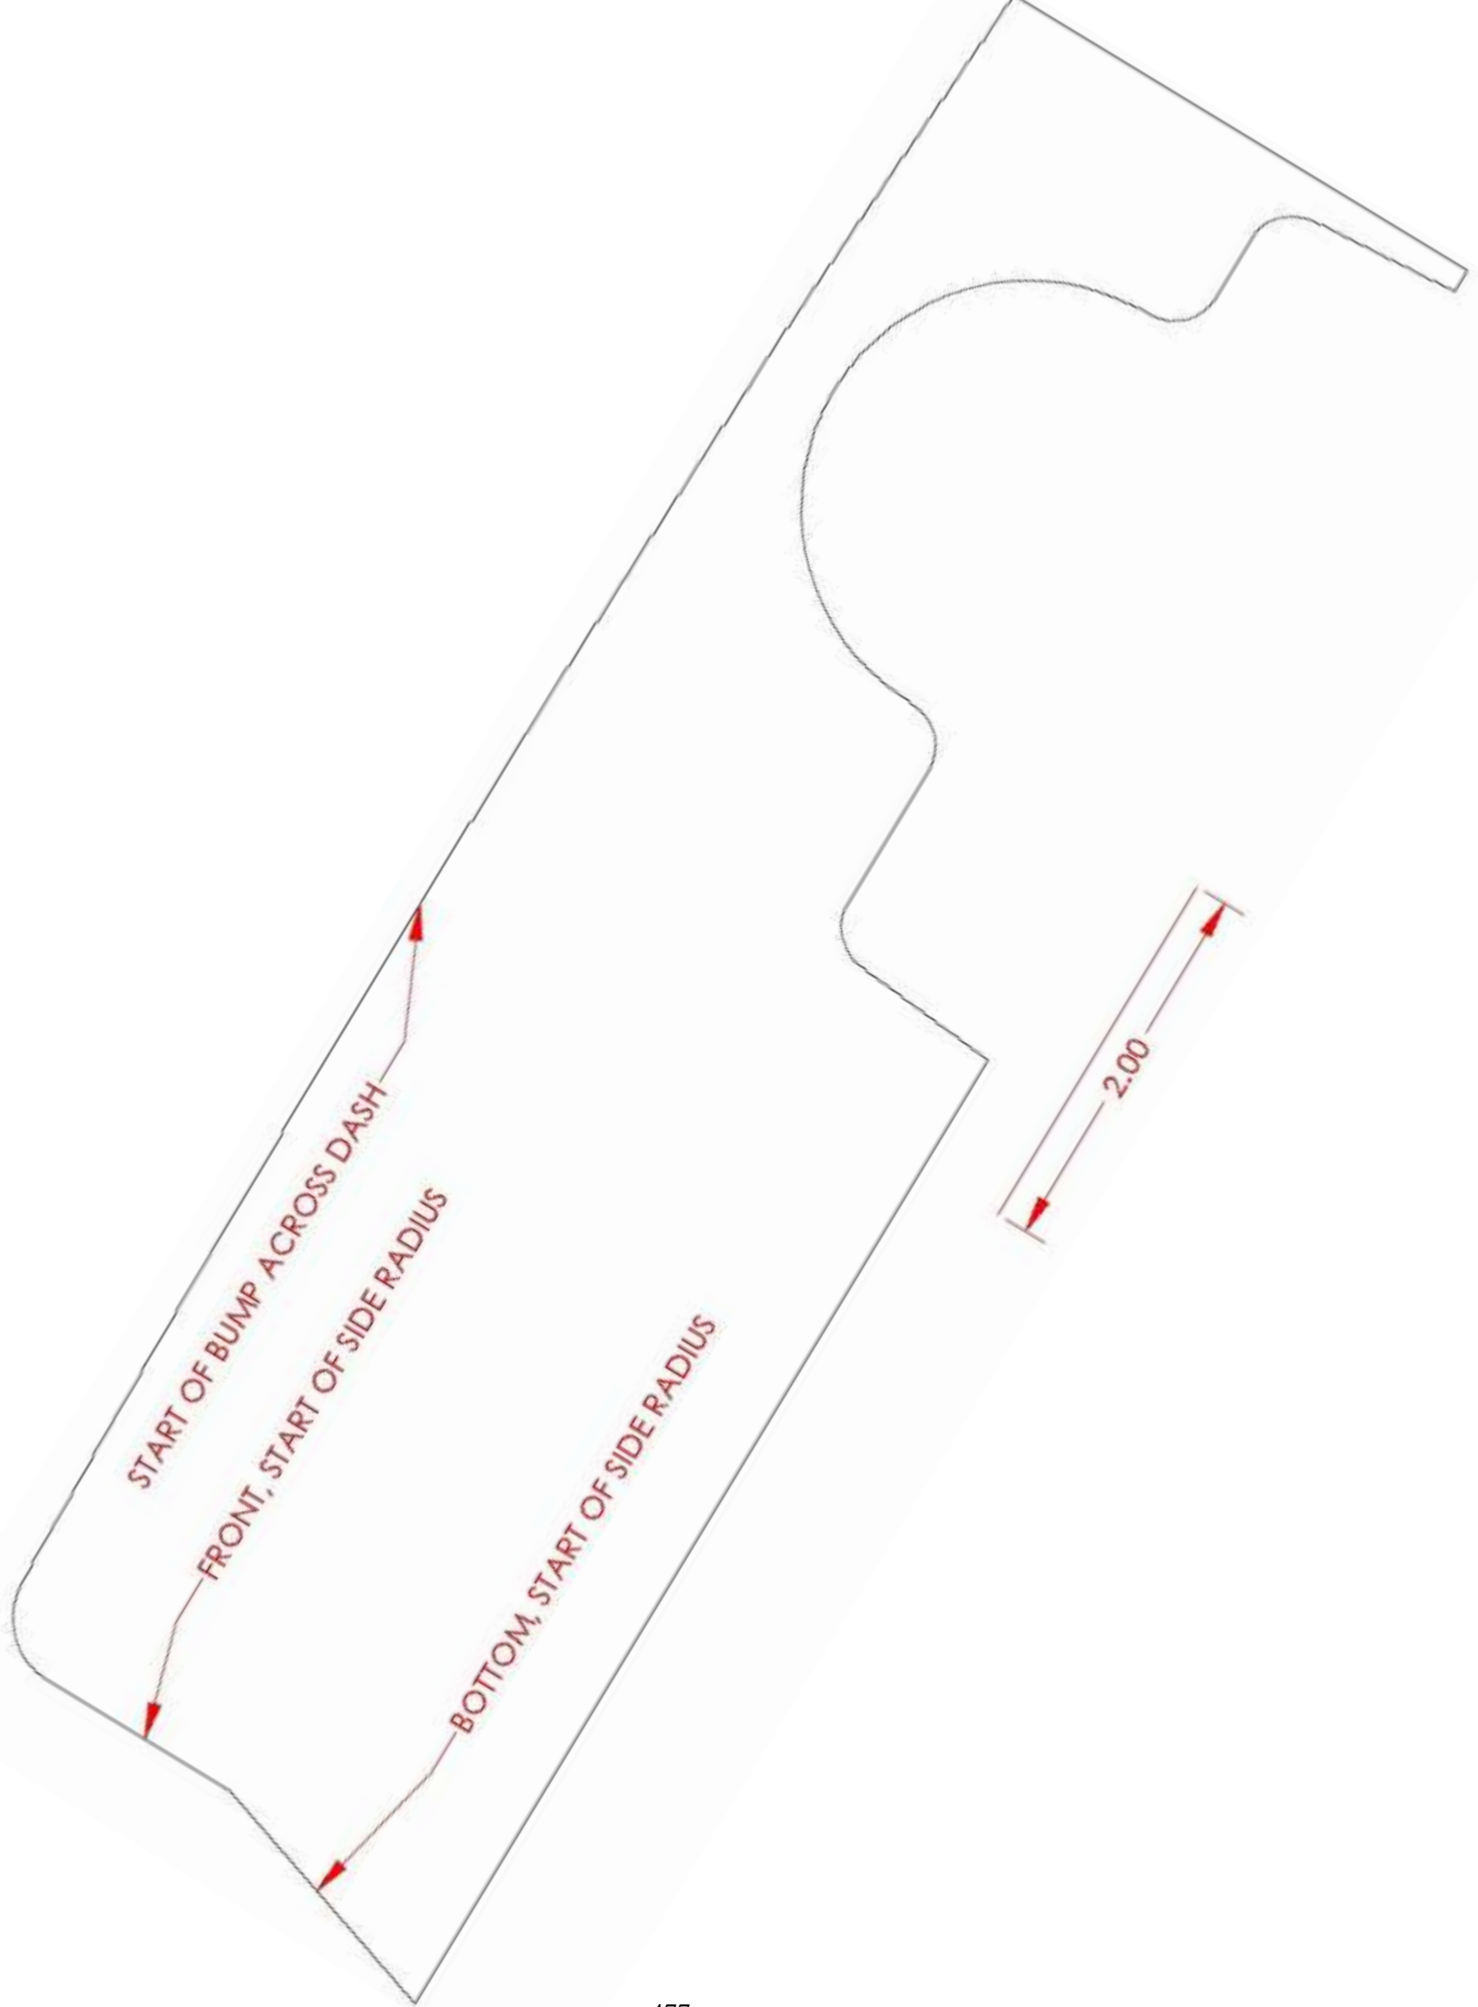 START OF BUMP ACROSS DASH
FRONT, START OF SIDE RADIUS
BOTTOM, START OF SIDE RADIUS
2.00